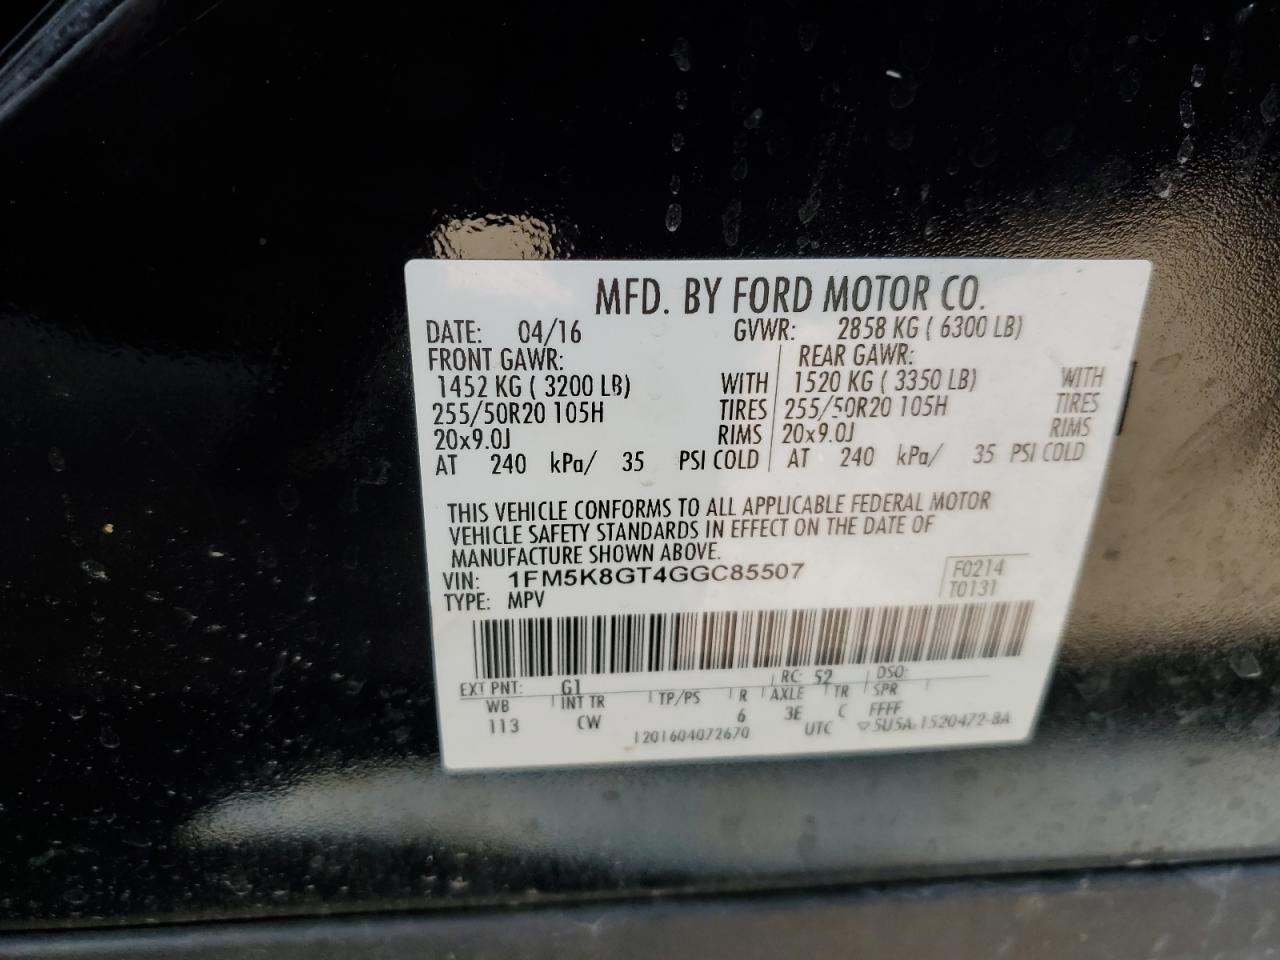 MFD. BY FORD MOTOR CO.
DATE: 04/16 GVWR: 2858 KG ( 6300 LB)
FRONT GAWR: REAR GAWR:
1452 KG ( 3200 LB) WITH 1520 KG ( 3350 LB) WITH
255/50R20 105H TIRES 255/50R20 105H TIRES
20x9.0J RIMS 20x9.0J RIMS
AT 240 kPa/ 35 PSI COLD AT 240 kPa/ 35 PSI COLD
THIS VEHICLE CONFORMS TO ALL APPLICABLE FEDERAL MOTOR
VEHICLE SAFETY STANDARDS IN EFFECT ON THE DATE OF
MANUFACTURE SHOWN ABOVE.
VIN: 1FM5K8GT4GGC85507 F0214
TYPE: MPV T0131
EXT PNT: G1 RC: 52 DSO:
WB INT TR TP/PS R AXLE TR SPR
113 CW 6 3E C FFFF
1201604072670 UTC ▽5U5A-1520472-BA